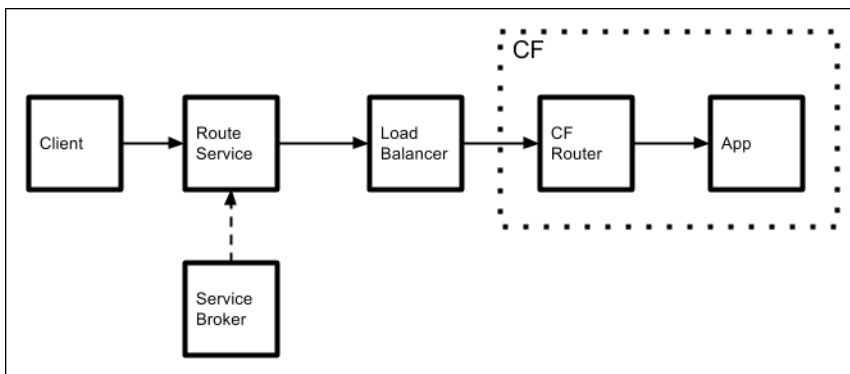 CF
Client
Route
Service
Load
Balancer
CF
Router
App
Service
Broker